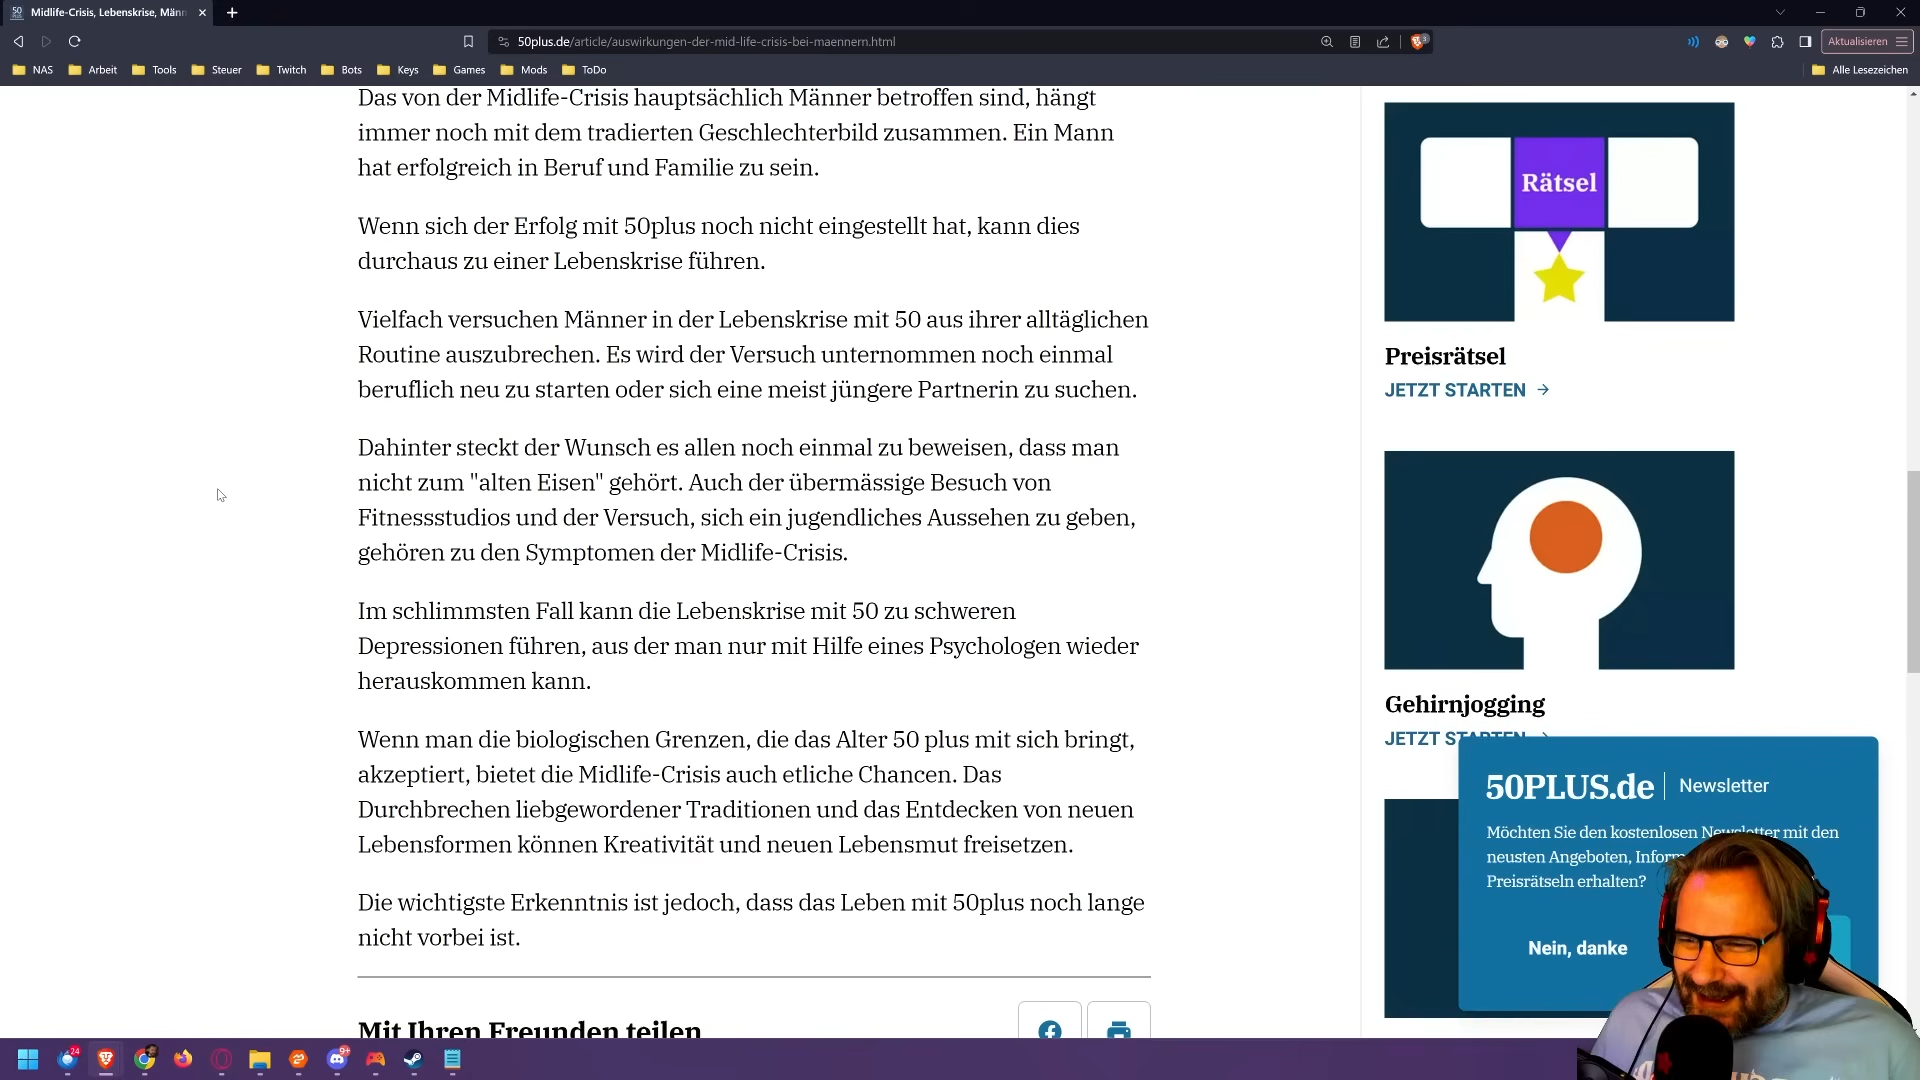 Midlife-Crisis, Lebenskrise, Männ
50plus.de/article/auswirkungen-der-mid-life-crisis-bei-maennern.html
Aktualisieren
NAS
Arbeit
Tools
Steuer
Twitch
Bots
Keys
Games
Mods
ToDo
Alle Lesezeichen
Das von der Midlife-Crisis hauptsächlich Männer betroffen sind, hängt
immer noch mit dem tradierten Geschlechterbild zusammen. Ein Mann
hat erfolgreich in Beruf und Familie zu sein.
Wenn sich der Erfolg mit 50plus noch nicht eingestellt hat, kann dies
durchaus zu einer Lebenskrise führen.
Vielfach versuchen Männer in der Lebenskrise mit 50 aus ihrer alltäglichen
Routine auszubrechen. Es wird der Versuch unternommen noch einmal
beruflich neu zu starten oder sich eine meist jüngere Partnerin zu suchen.
Dahinter steckt der Wunsch es allen noch einmal zu beweisen, dass man
nicht zum "alten Eisen" gehört. Auch der übermässige Besuch von
Fitnessstudios und der Versuch, sich ein jugendliches Aussehen zu geben,
gehören zu den Symptomen der Midlife-Crisis.
Im schlimmsten Fall kann die Lebenskrise mit 50 zu schweren
Depressionen führen, aus der man nur mit Hilfe eines Psychologen wieder
herauskommen kann.
Wenn man die biologischen Grenzen, die das Alter 50 plus mit sich bringt,
akzeptiert, bietet die Midlife-Crisis auch etliche Chancen. Das
Durchbrechen liebgewordener Traditionen und das Entdecken von neuen
Lebensformen können Kreativität und neuen Lebensmut freisetzen.
Die wichtigste Erkenntnis ist jedoch, dass das Leben mit 50plus noch lange
nicht vorbei ist.
Mit Ihren Freunden teilen
Rätsel
Preisrätsel
JETZT STARTEN
Gehirnjogging
JETZT STARTEN
50PLUS.de | Newsletter
Möchten Sie den kostenlosen Newsletter mit den
neusten Angeboten, Inform
Preisrätseln erhalten?
Nein, danke
24
9+